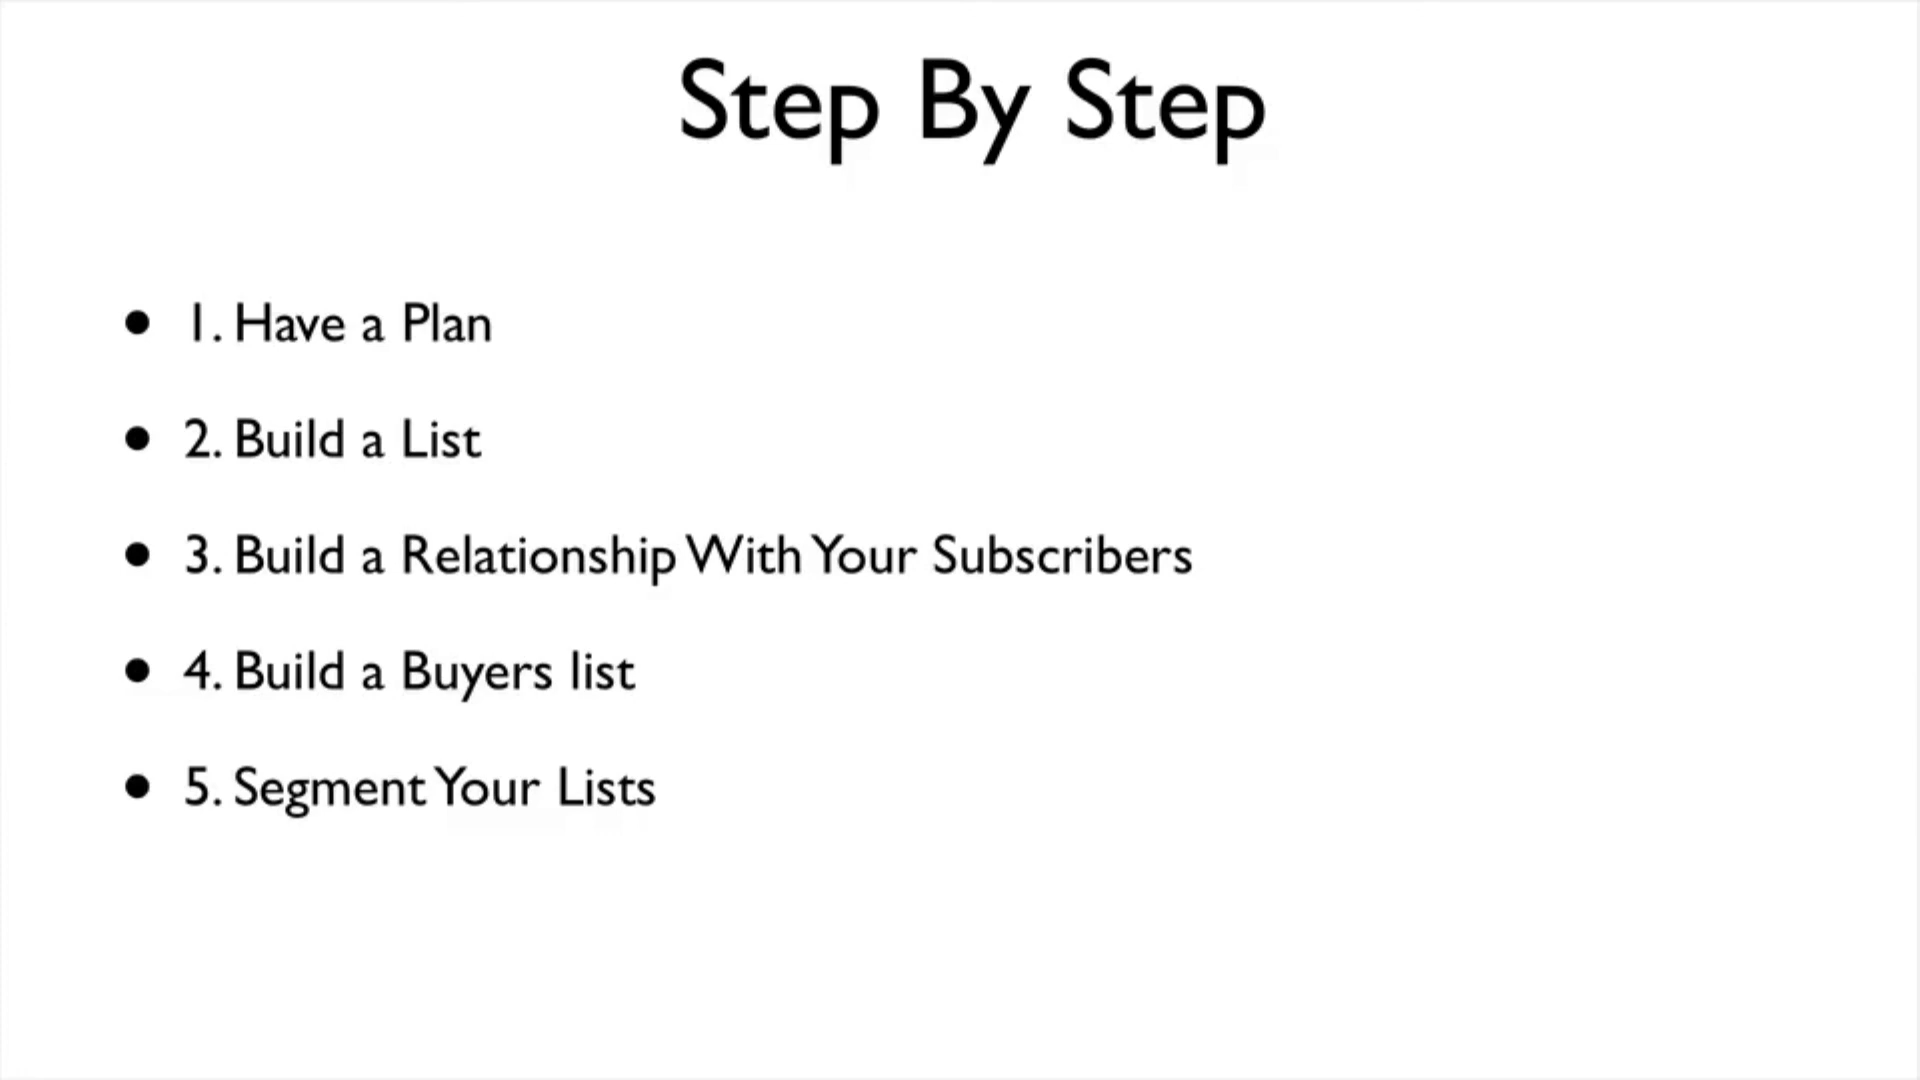 Step By Step
• 1. Have a Plan
• 2. Build a List
• 3. Build a Relationship With Your Subscribers
• 4. Build a Buyers list
• 5. Segment Your Lists